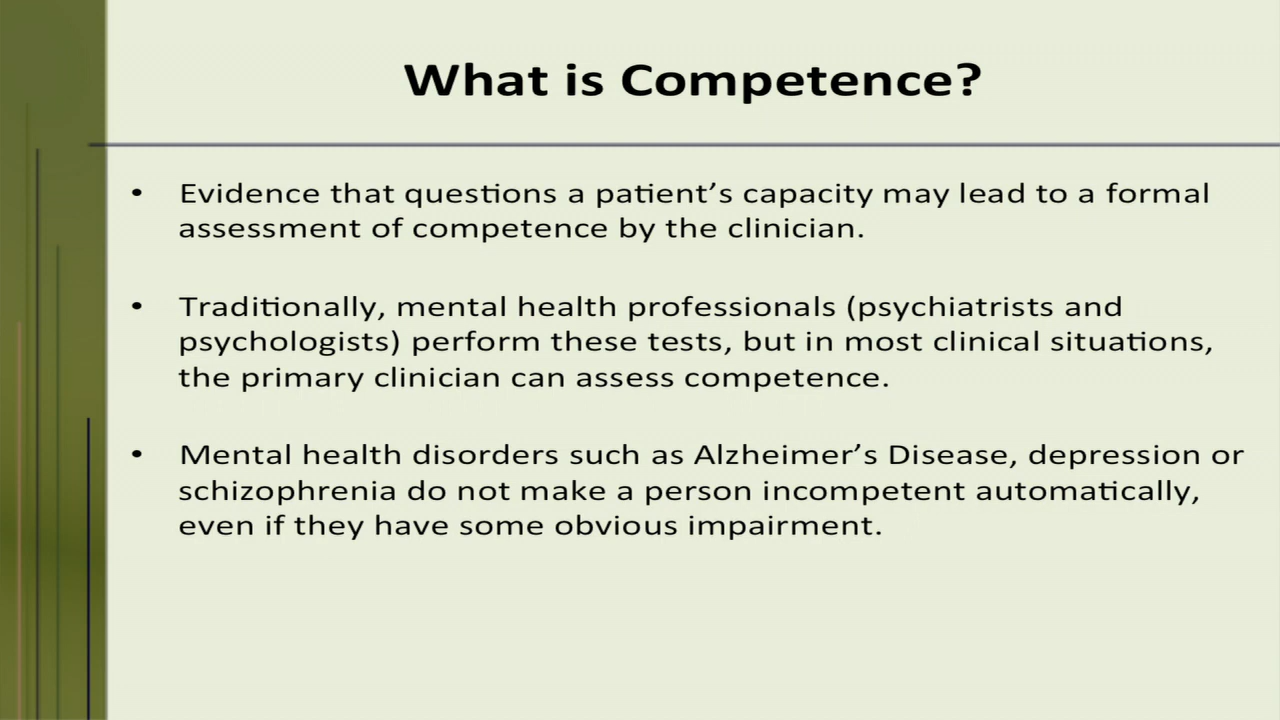 What is Competence?
• Evidence that questions a patient’s capacity may lead to a formal
assessment of competence by the clinician.
• Traditionally, mental health professionals (psychiatrists and
psychologists) perform these tests, but in most clinical situations,
the primary clinician can assess competence.
• Mental health disorders such as Alzheimer’s Disease, depression or
schizophrenia do not make a person incompetent automatically,
even if they have some obvious impairment.